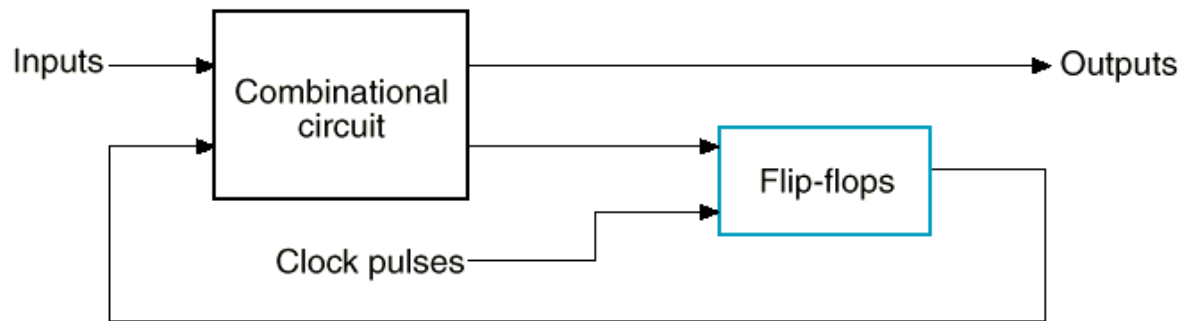 Inputs
Combinational
circuit
Outputs
Flip-flops
Clock pulses